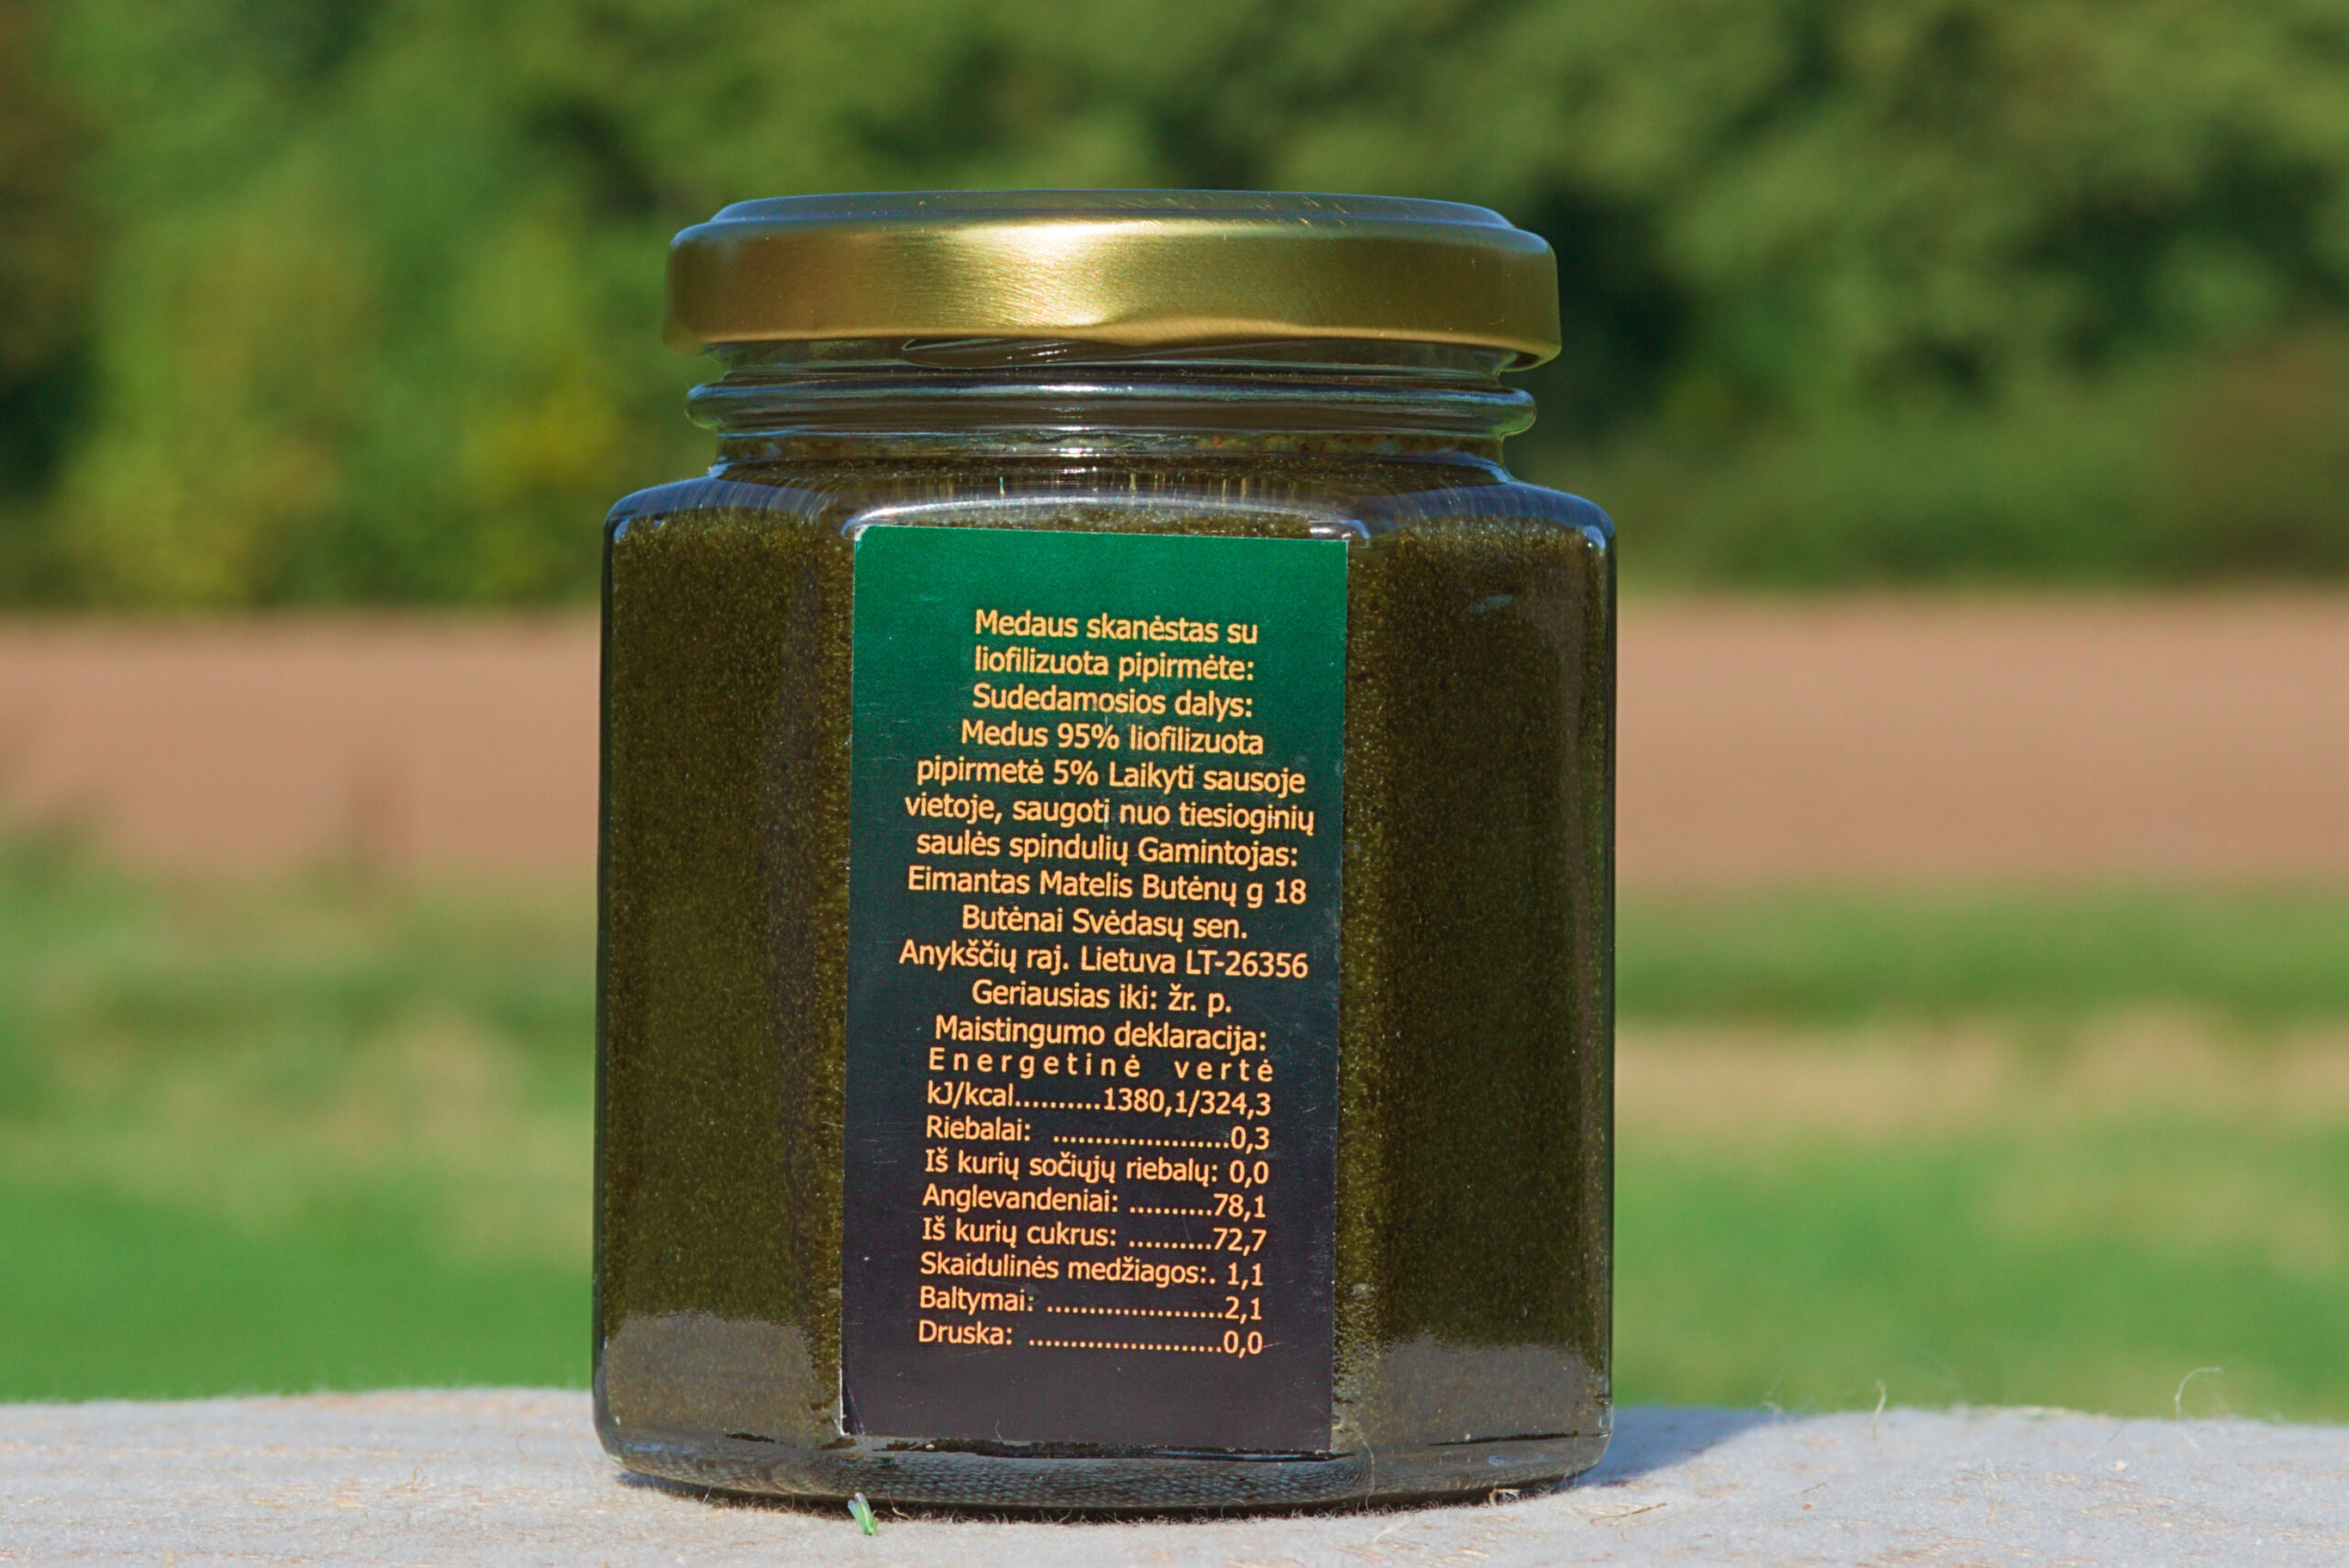 Medaus skanėstas su
liofilizuota pipirmėte:
Sudedamosios dalys:
Medus 95% liofilizuota
pipirmetė 5% Laikyti sausoje
vietoje, saugoti nuo tiesioginių
saulės spindulių Gamintojas:
Eimantas Matelis Butėnų g 18
Butėnai Svėdasų sen.
Anykščių raj. Lietuva LT-26356
Geriausias iki: žr. p.
Maistingumo deklaracija:
Energetinė vertė
kJ/kcal..........1380,1/324,3
Riebalai: .....................0,3
Iš kurių sočiųjų riebalų: 0,0
Anglevandeniai: ..........78,1
Iš kurių cukrus: ..........72,7
Skaidulinės medžiagos:. 1,1
Baltymai: .....................2,1
Druska: .......................0,0